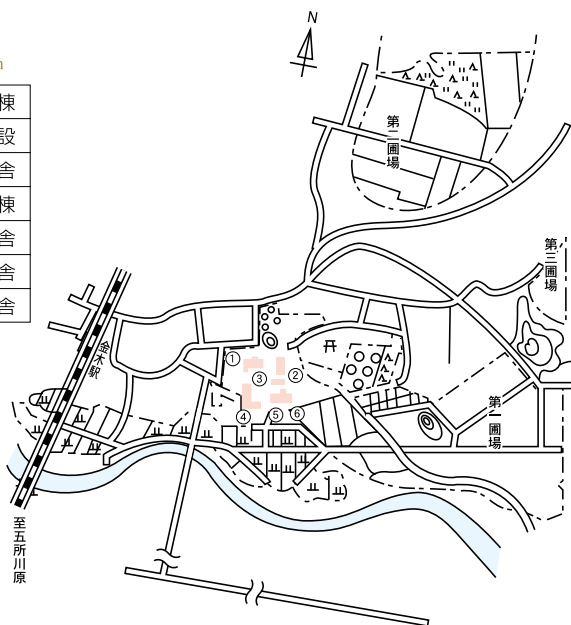 N
n
棟
設
舎
棟
舎
舎
舎
第二圃場
第三圃場
金木駅
①
②
③
④
⑤
⑥
第一圃場
至五所川原